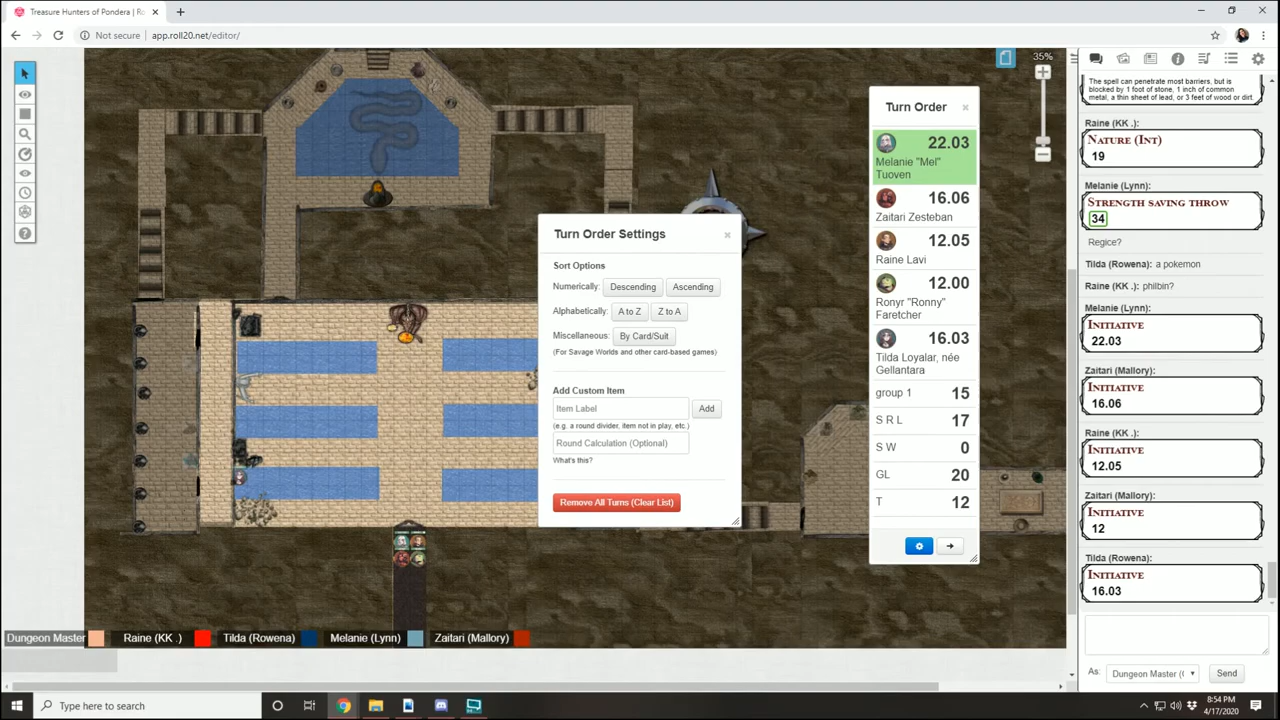 Treasure Hunters of Pondera | Ro
Not secure
app.roll20.net/editor/
35%
Turn Order
22.03
Melanie "Mel"
Tuoven
16.06
Zaitari Zesteban
12.05
Raine Lavi
12.00
Ronyr "Ronny"
Faretcher
16.03
Tilda Loyalar, née
Gellantara
group 1 15
S R L 17
S W 0
GL 20
T 12
Turn Order Settings
Sort Options
Numerically: Descending Ascending
Alphabetically: A to Z Z to A
Miscellaneous: By Card/Suit
(For Savage Worlds and other card-based games)
Add Custom Item
Item Label Add
(e.g. a round divider, item not in play, etc.)
Round Calculation (Optional)
What's this?
Remove All Turns (Clear List)
The spell can penetrate most barriers, but is
blocked by 1 foot of stone, 1 inch of common
metal, a thin sheet of lead, or 3 feet of wood or dirt.
Raine (KK .):
Nature (Int)
19
Melanie (Lynn):
Strength saving throw
34
Regice?
Tilda (Rowena): a pokemon
Raine (KK .): philbin?
Melanie (Lynn):
Initiative
22.03
Zaitari (Mallory):
Initiative
16.06
Raine (KK .):
Initiative
12.05
Zaitari (Mallory):
Initiative
12
Tilda (Rowena):
Initiative
16.03
As: Dungeon Master (G Send
Dungeon Master
Raine (KK .)
Tilda (Rowena)
Melanie (Lynn)
Zaitari (Mallory)
Type here to search
8:54 PM
4/17/2020